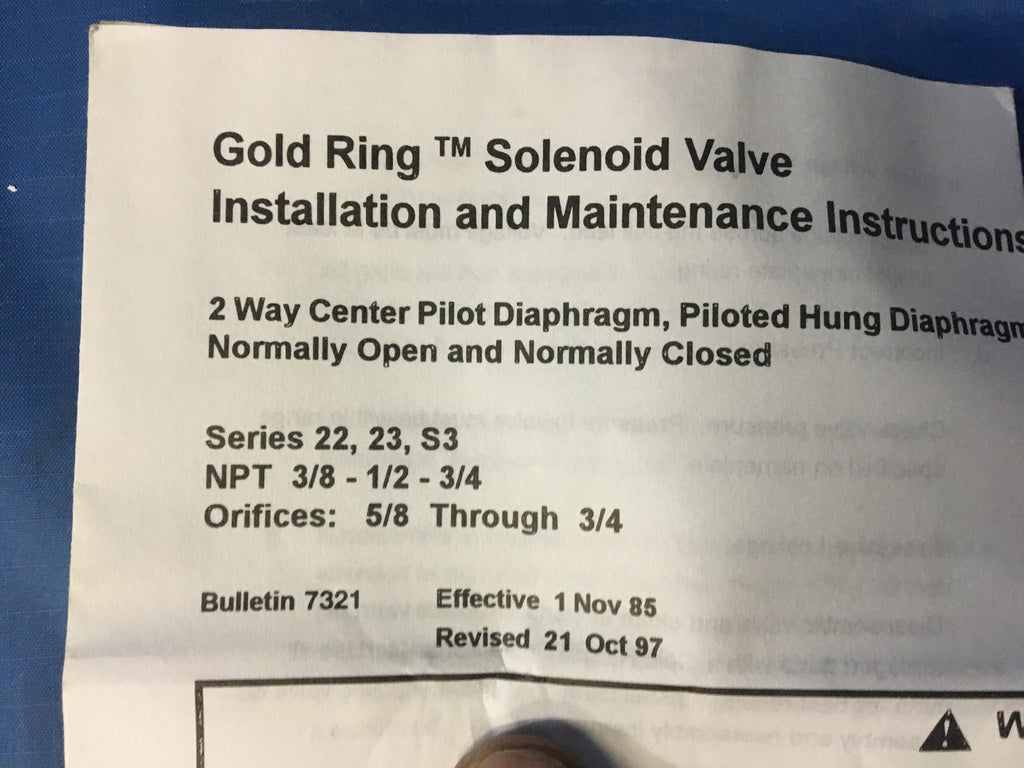 Gold Ring ™ Solenoid Valve
Installation and Maintenance Instructions
2 Way Center Pilot Diaphragm, Piloted Hung Diaphragm
Normally Open and Normally Closed
Series 22, 23, S3
NPT 3/8 - 1/2 - 3/4
Orifices: 5/8 Through 3/4
Bulletin 7321 Effective 1 Nov 85
Revised 21 Oct 97